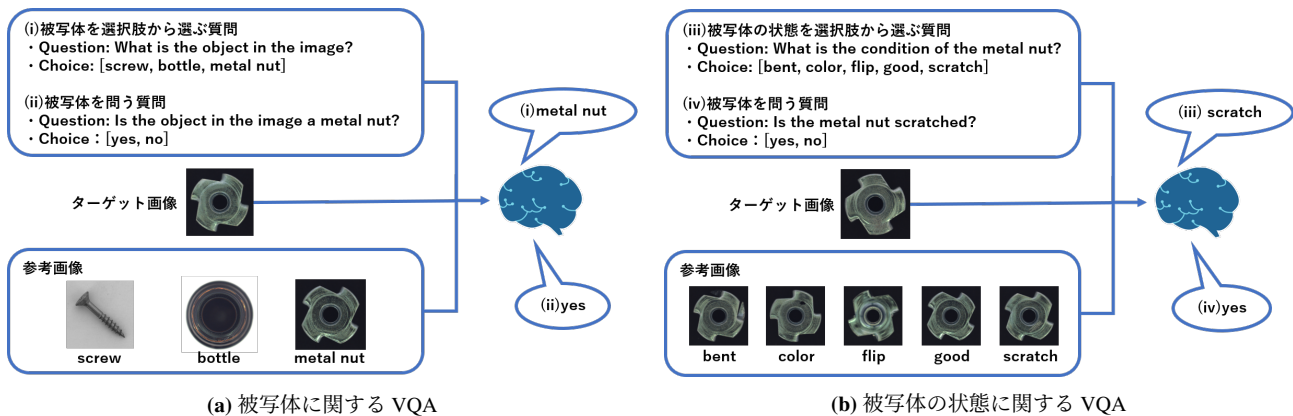 (i)被写体を選択肢から選ぶ質問
・Question: What is the object in the image?
・Choice: [screw, bottle, metal nut]
(ii)被写体を問う質問
・Question: Is the object in the image a metal nut?
・Choice：[yes, no]
(i)metal nut
ターゲット画像
(ii)yes
参考画像
screw
bottle
metal nut
(a) 被写体に関する VQA
(iii)被写体の状態を選択肢から選ぶ質問
・Question: What is the condition of the metal nut?
・Choice: [bent, color, flip, good, scratch]
(iv)被写体を問う質問
・Question: Is the metal nut scratched?
・Choice：[yes, no]
(iii) scratch
ターゲット画像
(iv)yes
参考画像
bent
color
flip
good
scratch
(b) 被写体の状態に関する VQA